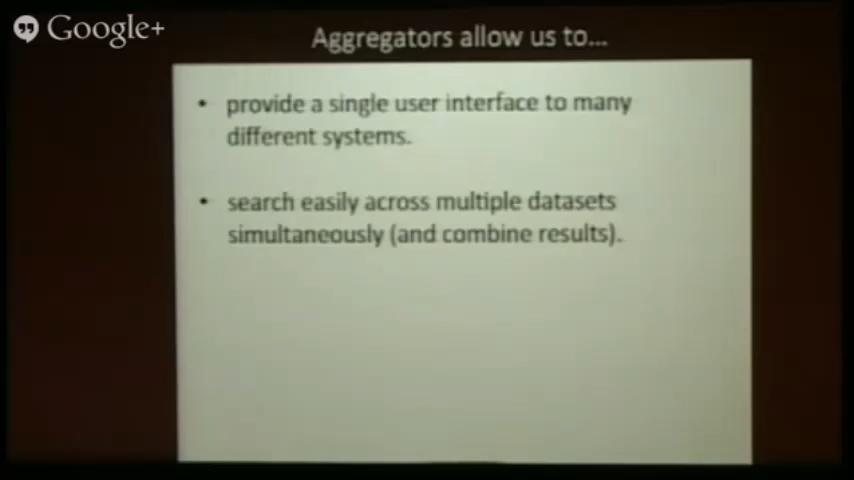 Google+
Aggregators allow us to...
• provide a single user interface to many
different systems.
• search easily across multiple datasets
simultaneously (and combine results).